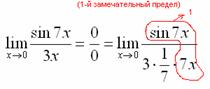 (1-й замечательный предел)
lim x→0 sin 7x / 3x = 0/0 = lim x→0 sin 7x / (3 · 1/7 · 7x) 1